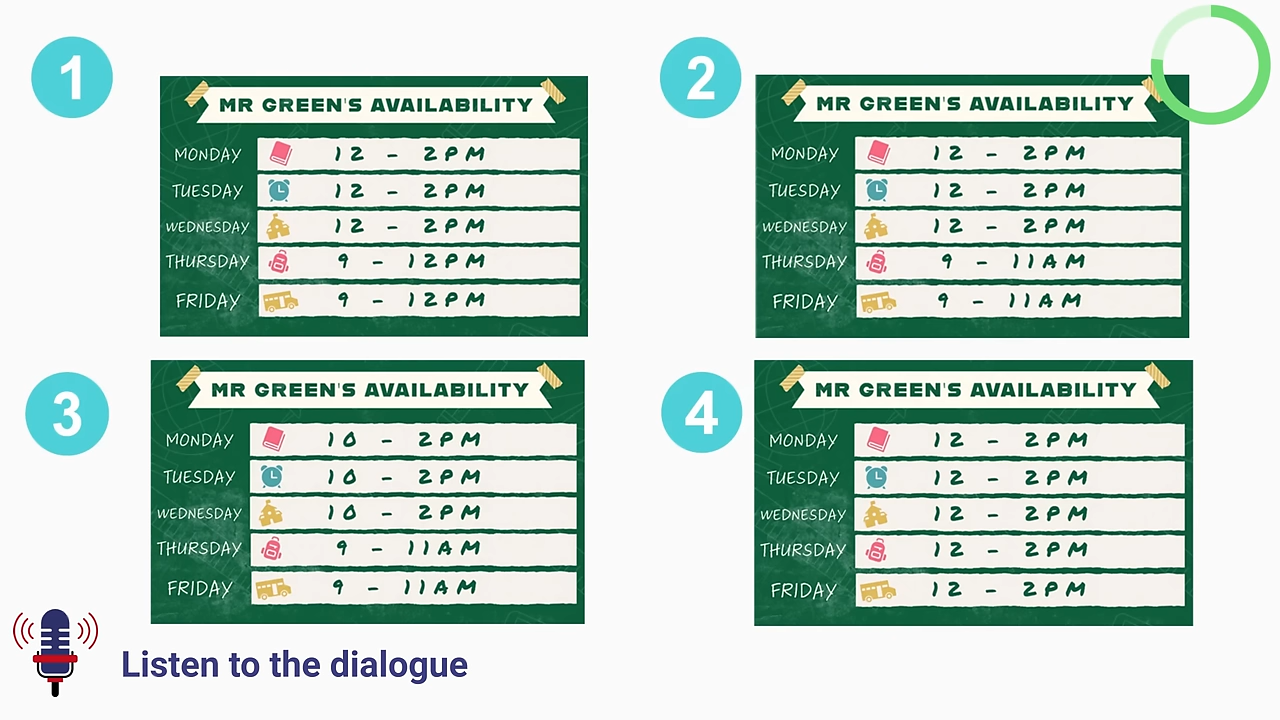 1
MR GREEN'S AVAILABILITY
MONDAY 12 - 2PM
TUESDAY 12 - 2PM
WEDNESDAY 12 - 2PM
THURSDAY 9 - 12PM
FRIDAY 9 - 12PM
2
MR GREEN'S AVAILABILITY
MONDAY 12 - 2PM
TUESDAY 12 - 2PM
WEDNESDAY 12 - 2PM
THURSDAY 9 - 11AM
FRIDAY 9 - 11AM
3
MR GREEN'S AVAILABILITY
MONDAY 10 - 2PM
TUESDAY 10 - 2PM
WEDNESDAY 10 - 2PM
THURSDAY 9 - 11AM
FRIDAY 9 - 11AM
4
MR GREEN'S AVAILABILITY
MONDAY 12 - 2PM
TUESDAY 12 - 2PM
WEDNESDAY 12 - 2PM
THURSDAY 12 - 2PM
FRIDAY 12 - 2PM
Listen to the dialogue